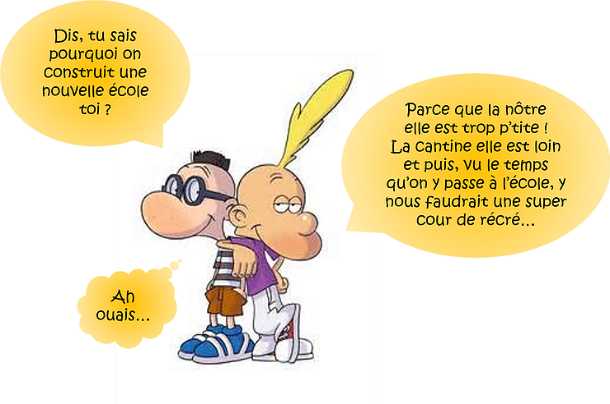 Dis, tu sais
pourquoi on
construit une
nouvelle école
toi ?
Parce que la nôtre
elle est trop p'tite !
La cantine elle est loin
et puis, vu le temps
qu'on y passe à l'école, y
nous faudrait une super
cour de récré…
Ah
ouais…